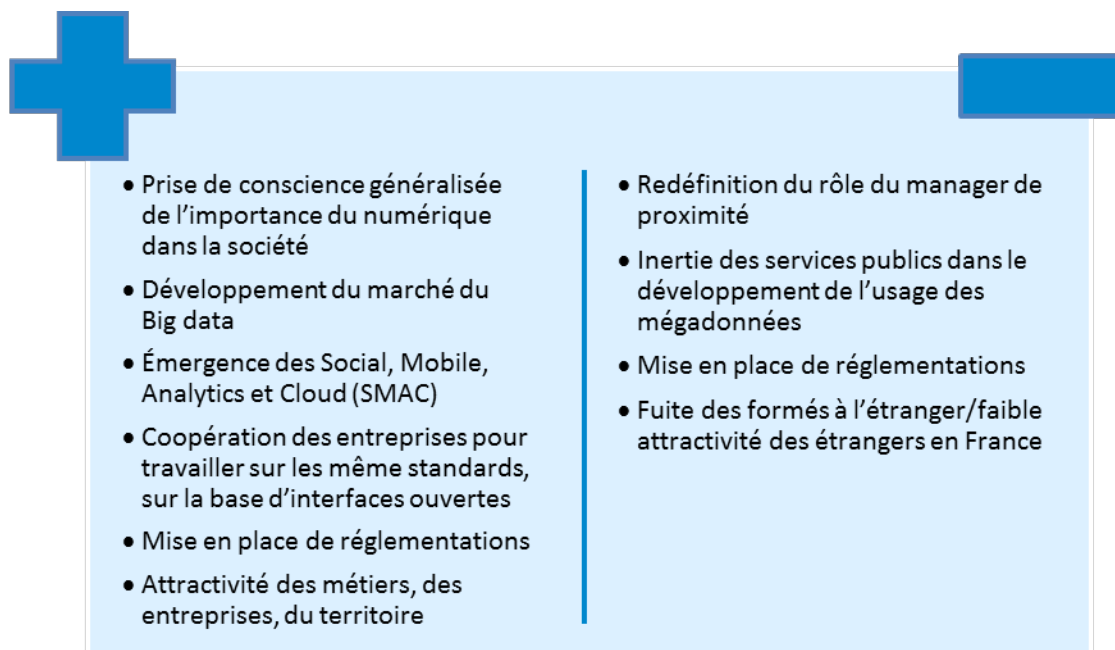 • Prise de conscience généralisée
de l’importance du numérique
dans la société
• Développement du marché du
Big data
• Émergence des Social, Mobile,
Analytics et Cloud (SMAC)
• Coopération des entreprises pour
travailler sur les même standards,
sur la base d’interfaces ouvertes
• Mise en place de réglementations
• Attractivité des métiers, des
entreprises, du territoire
• Redéfinition du rôle du manager de
proximité
• Inertie des services publics dans le
développement de l’usage des
mégadonnées
• Mise en place de réglementations
• Fuite des formés à l’étranger/faible
attractivité des étrangers en France